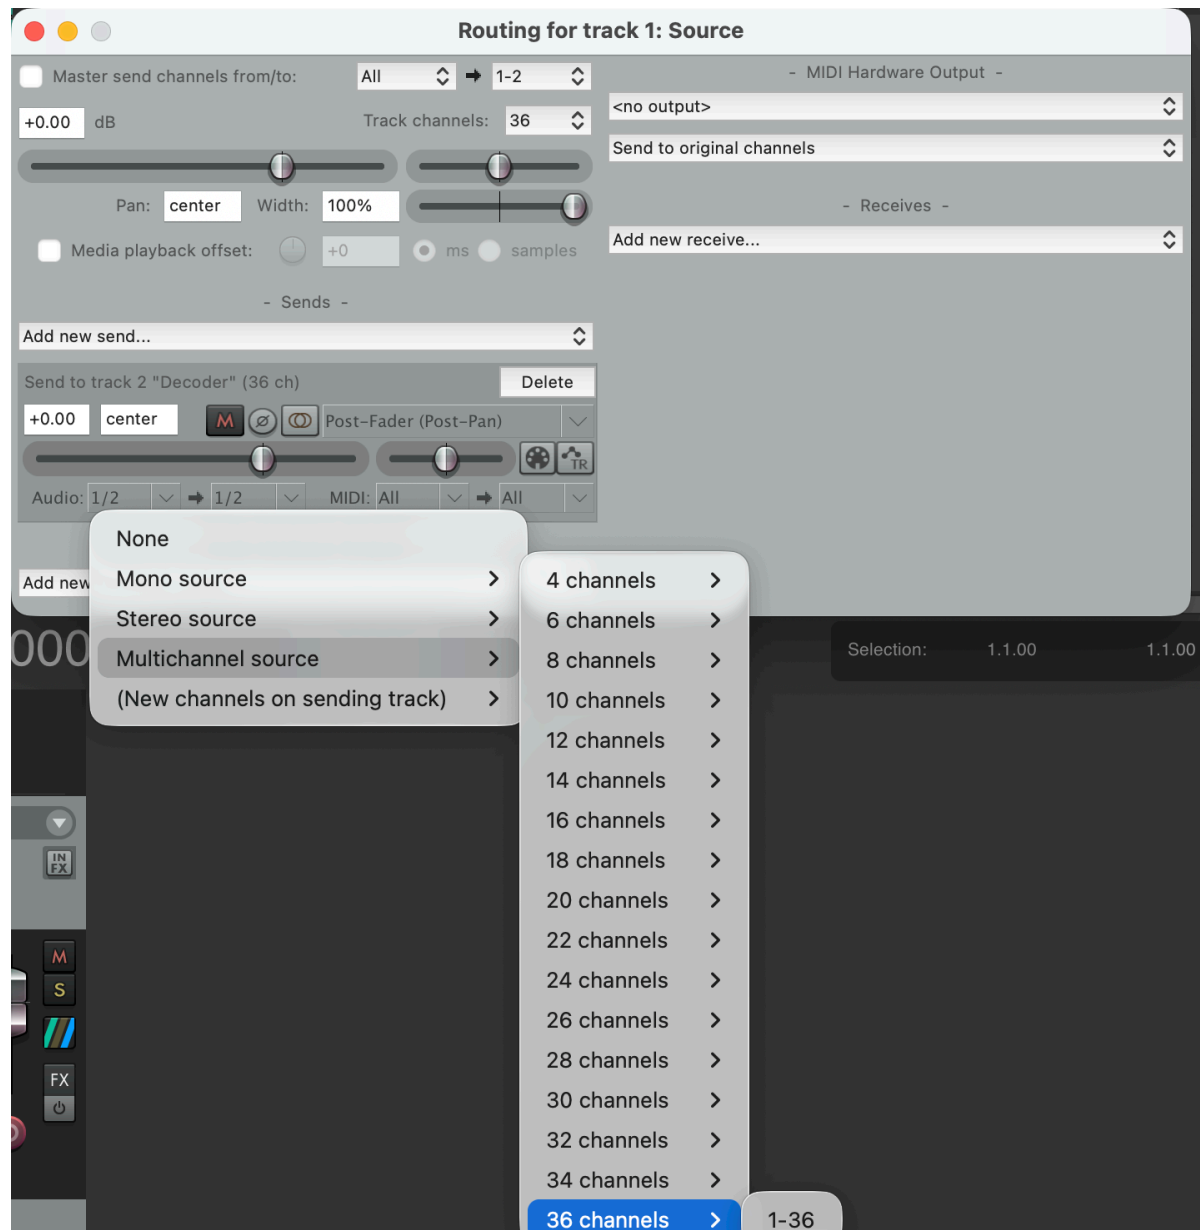 Routing for track 1: Source
Master send channels from/to: All 1-2
+0.00 dB Track channels: 36
Pan: center Width: 100%
Media playback offset: +0 ms samples
- Sends -
Add new send...
Send to track 2 "Decoder" (36 ch) Delete
+0.00 center M Ø Post-Fader (Post-Pan)
TR
Audio: 1/2 1/2 MIDI: All All
Add new
- MIDI Hardware Output -
<no output>
Send to original channels
- Receives -
Add new receive...
None
Mono source
Stereo source
Multichannel source
(New channels on sending track)
4 channels
6 channels
8 channels
10 channels
12 channels
14 channels
16 channels
18 channels
20 channels
22 channels
24 channels
26 channels
28 channels
30 channels
32 channels
34 channels
36 channels
1-36
000
Selection: 1.1.00 1.1.00
IN
FX
M
S
FX